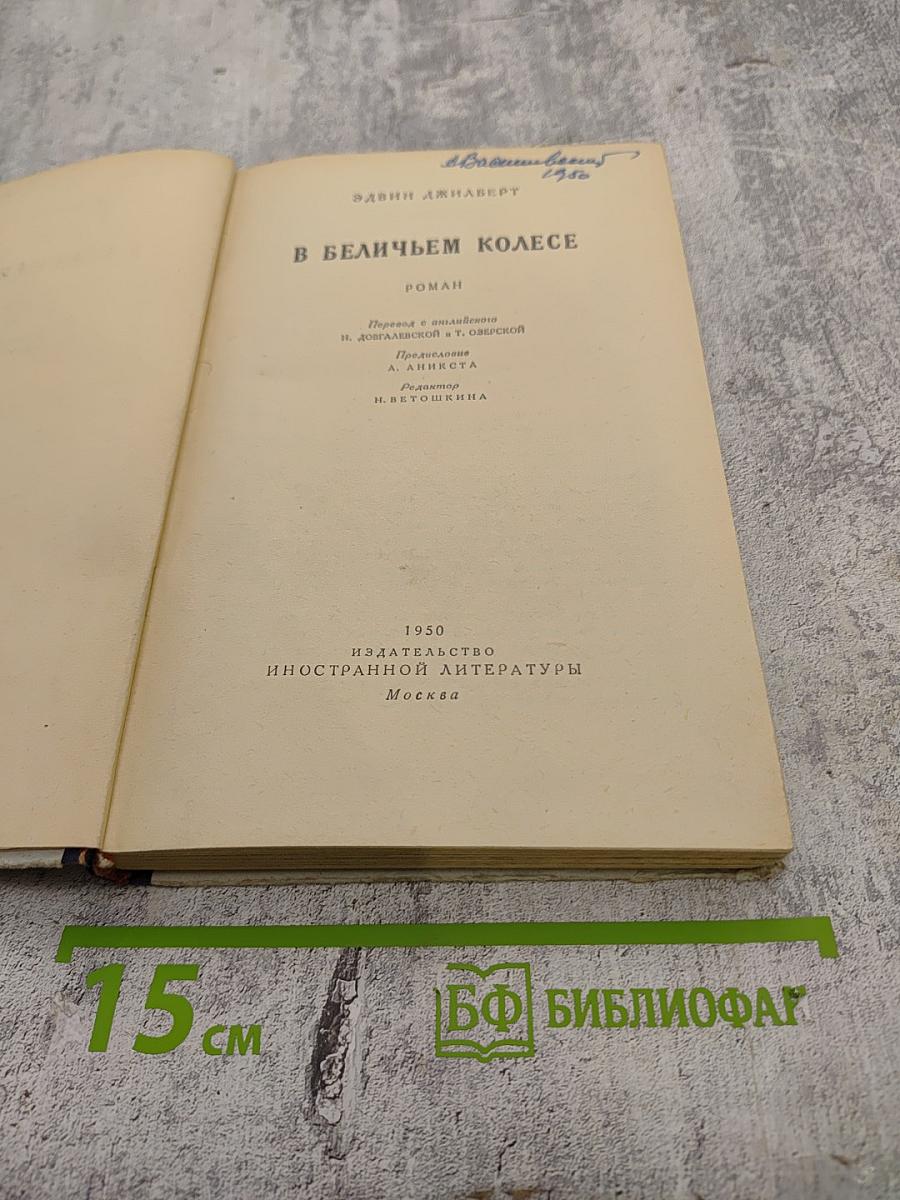 1950
ЭДВИН ДЖИЛБЕРТ
В БЕЛИЧЬЕМ КОЛЕСЕ
РОМАН
Перевод с английского
Н. ДОВГАЛЕВСКОЙ и Т. ОЗЕРСКОЙ
Предисловие
А. АНИКСТА
Редактор
Н. ВЕТОШКИНА
1950
ИЗДАТЕЛЬСТВО
ИНОСТРАННОЙ ЛИТЕРАТУРЫ
Москва
15 см
БФ БИБЛИОФАГ